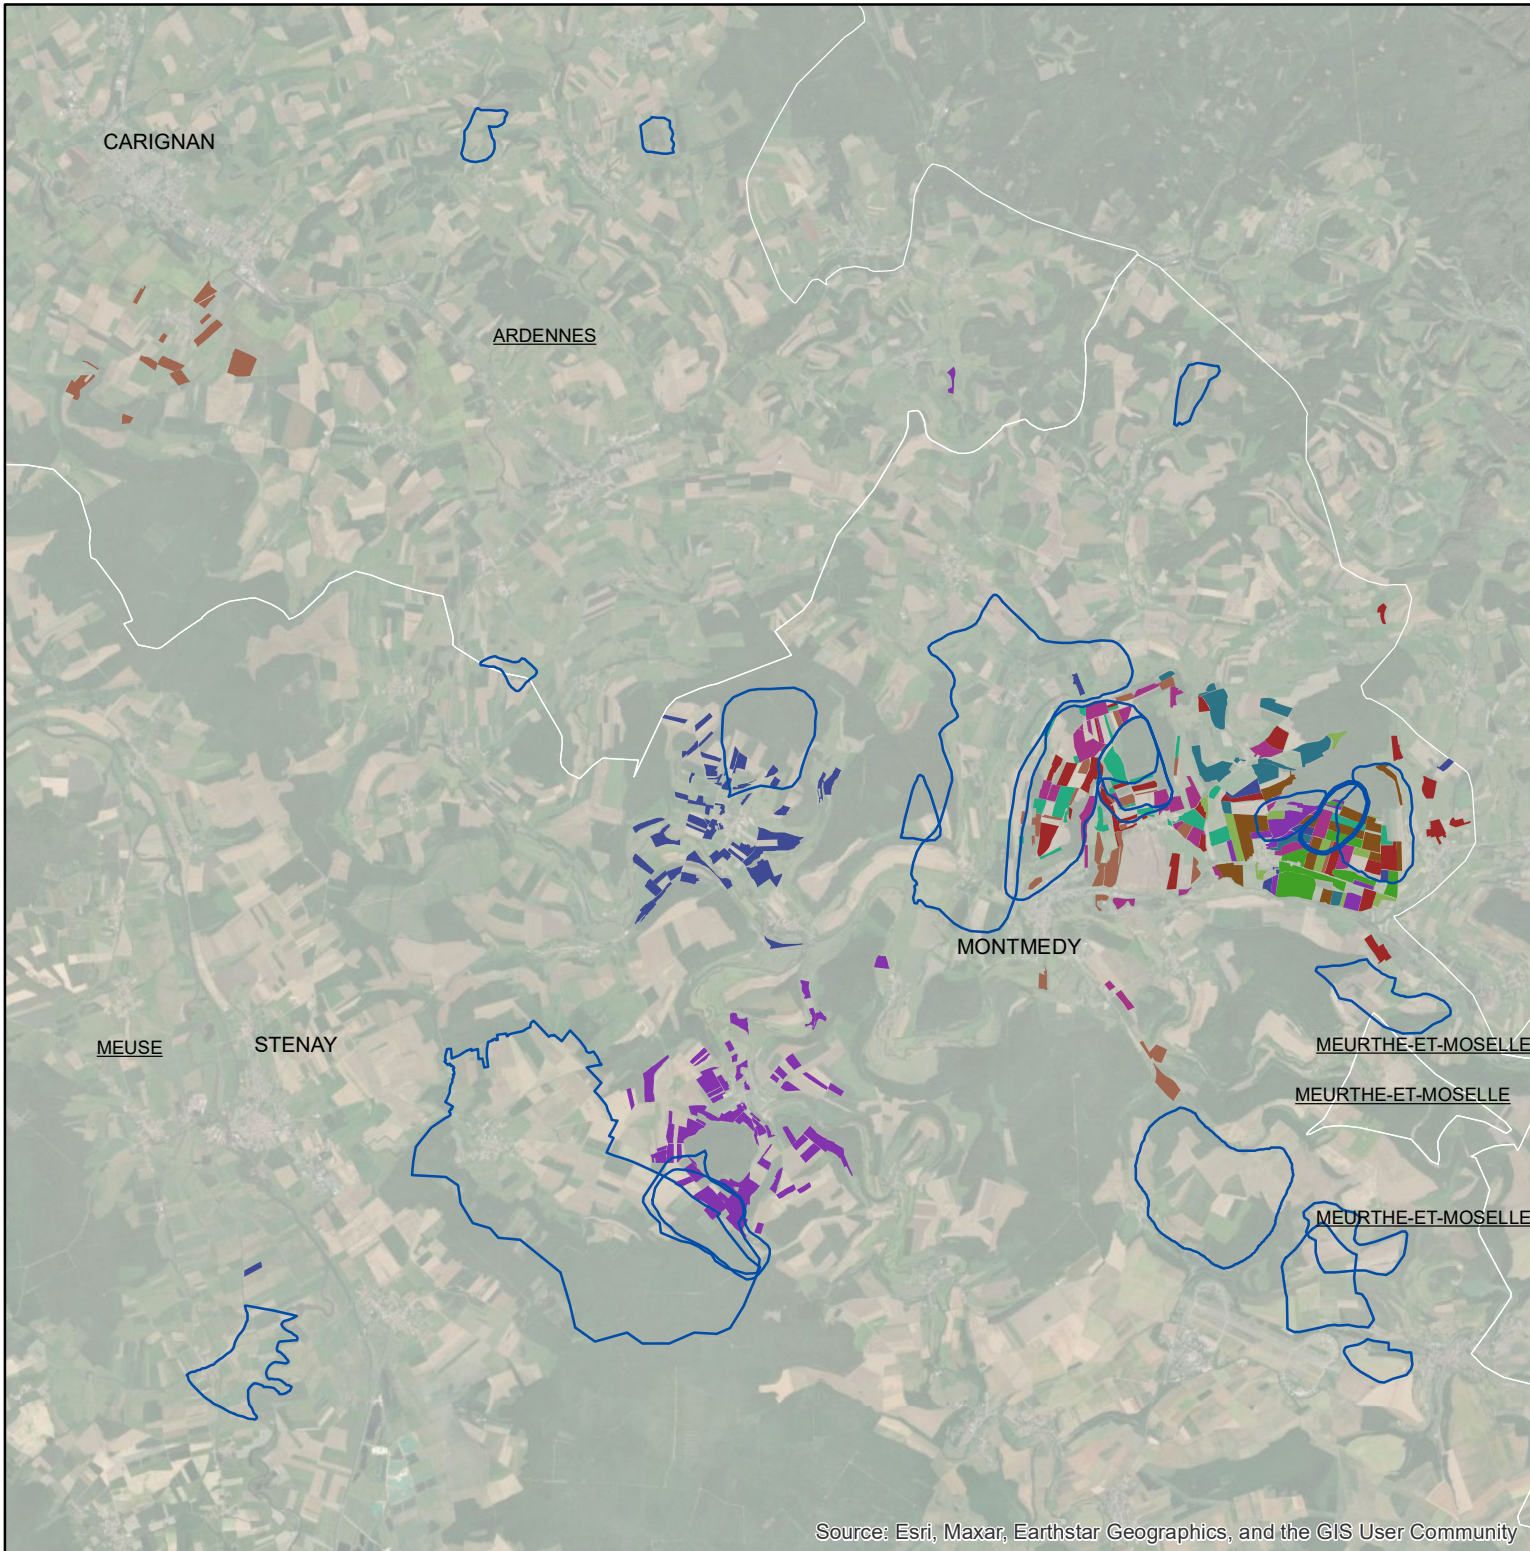 CARIGNAN
ARDENNES
MONTMEDY
MEUSE
STENAY
MEURTHE-ET-MOSELLE
MEURTHE-ET-MOSELLE
MEURTHE-ET-MOSELLE
Source: Esri, Maxar, Earthstar Geographics, and the GIS User Community